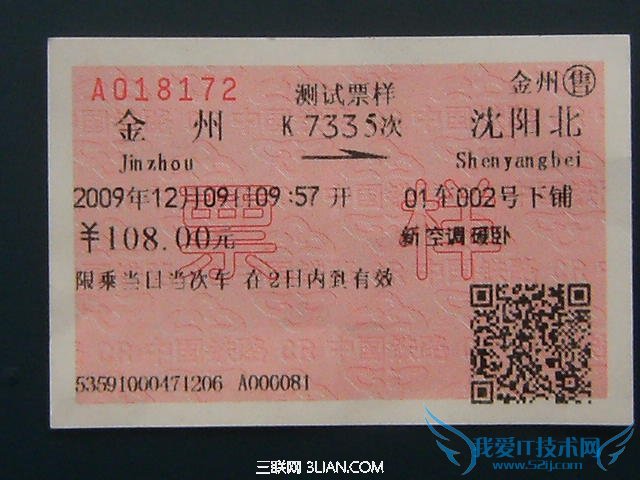 A018172
测试票样
金州 售
金州 K7335次 沈阳北
Jinzhou Shenyangbei
2009年12月09日09:57开 01车002号下铺
￥108.00元 新空调硬卧
票样
限乘当日当次车 在2日内到有效
53591000471206 A000081
我爱IT技术网
www.52ij.com
三联网 3LIAN.COM